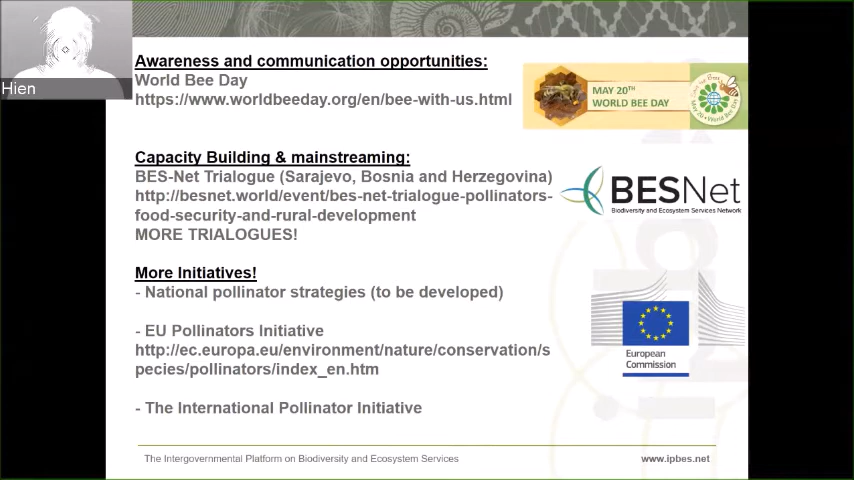 Hien
Awareness and communication opportunities:
World Bee Day
https://www.worldbeeday.org/en/bee-with-us.html
MAY 20TH
WORLD BEE DAY
Capacity Building & mainstreaming:
BES-Net Trialogue (Sarajevo, Bosnia and Herzegovina)
http://besnet.world/event/bes-net-trialogue-pollinators-
food-security-and-rural-development
MORE TRIALOGUES!
BESNet
Biodiversity and Ecosystem Services Network
More Initiatives!
- National pollinator strategies (to be developed)
- EU Pollinators Initiative
http://ec.europa.eu/environment/nature/conservation/s
pecies/pollinators/index_en.htm
European
Commission
- The International Pollinator Initiative
The Intergovernmental Platform on Biodiversity and Ecosystem Services
www.ipbes.net